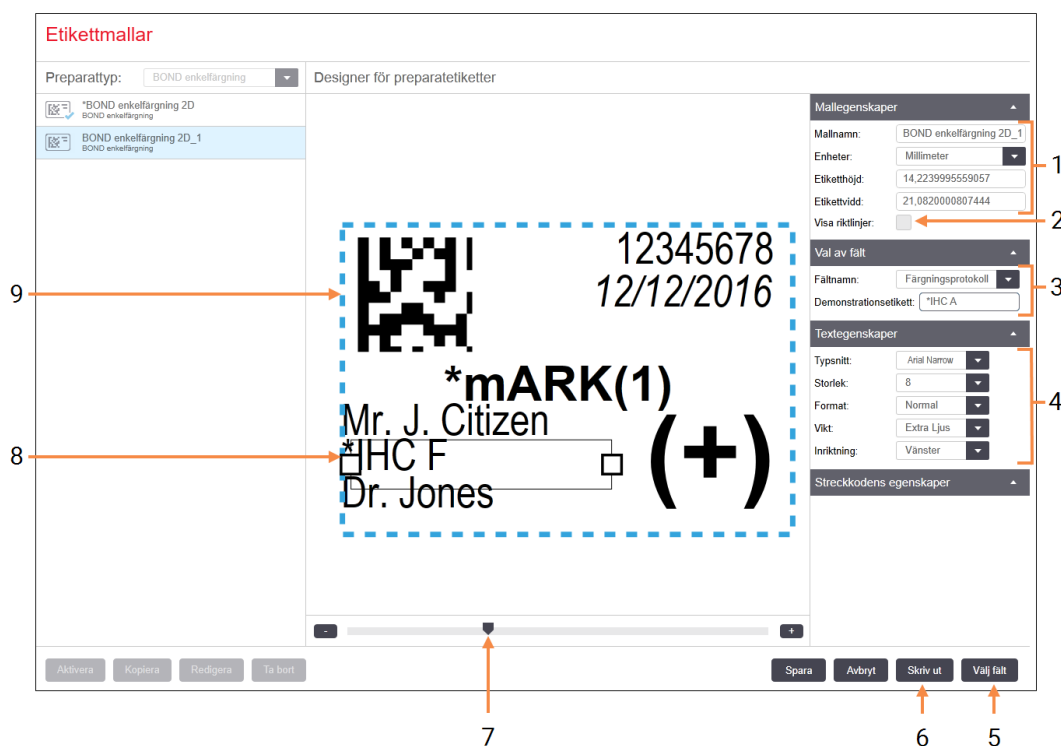 Etikettmallar
Preparattyp: BOND enkelfärgning
Designer för preparatetiketter
*BOND enkelfärgning 2D
BOND enkelfärgning
BOND enkelfärgning 2D_1
BOND enkelfärgning
12345678
12/12/2016
*mARK(1)
Mr. J. Citizen
*IHC F
(+)
Dr. Jones
Mallegenskaper
Mallnamn: BOND enkelfärgning 2D_1
Enheter: Millimeter
Etiketthöjd: 14,2239995559057
Etikettvidd: 21,0820000807444
Visa riktlinjer:
Val av fält
Fältnamn: Färgningsprotokoll
Demonstrationsetikett: *IHC A
Textegenskaper
Typsnitt: Arial Narrow
Storlek: 8
Format: Normal
Vikt: Extra Ljus
Inriktning: Vänster
Streckkodens egenskaper
1
2
3
4
9
8
- +
Aktivera Kopiera Redigera Ta bort
Spara Avbryt Skriv ut Välj fält
7
6
5